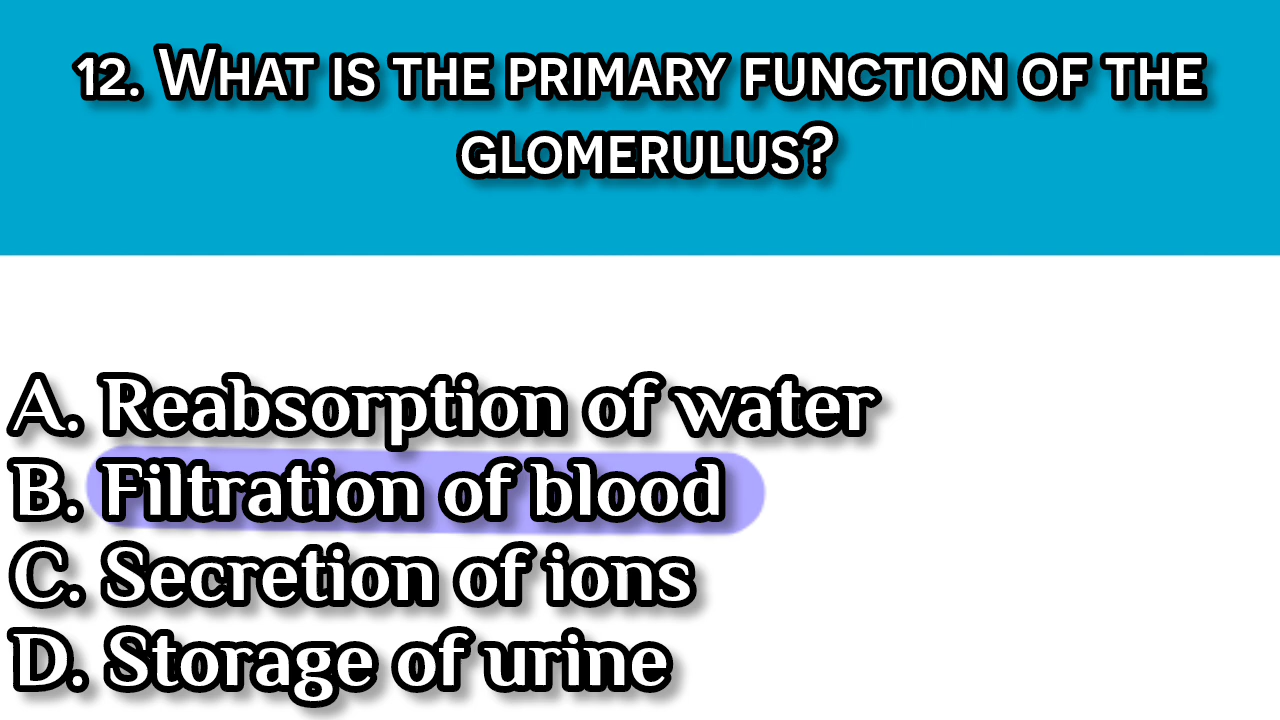 12. What is the primary function of the
glomerulus?
A. Reabsorption of water
B. Filtration of blood
C. Secretion of ions
D. Storage of urine